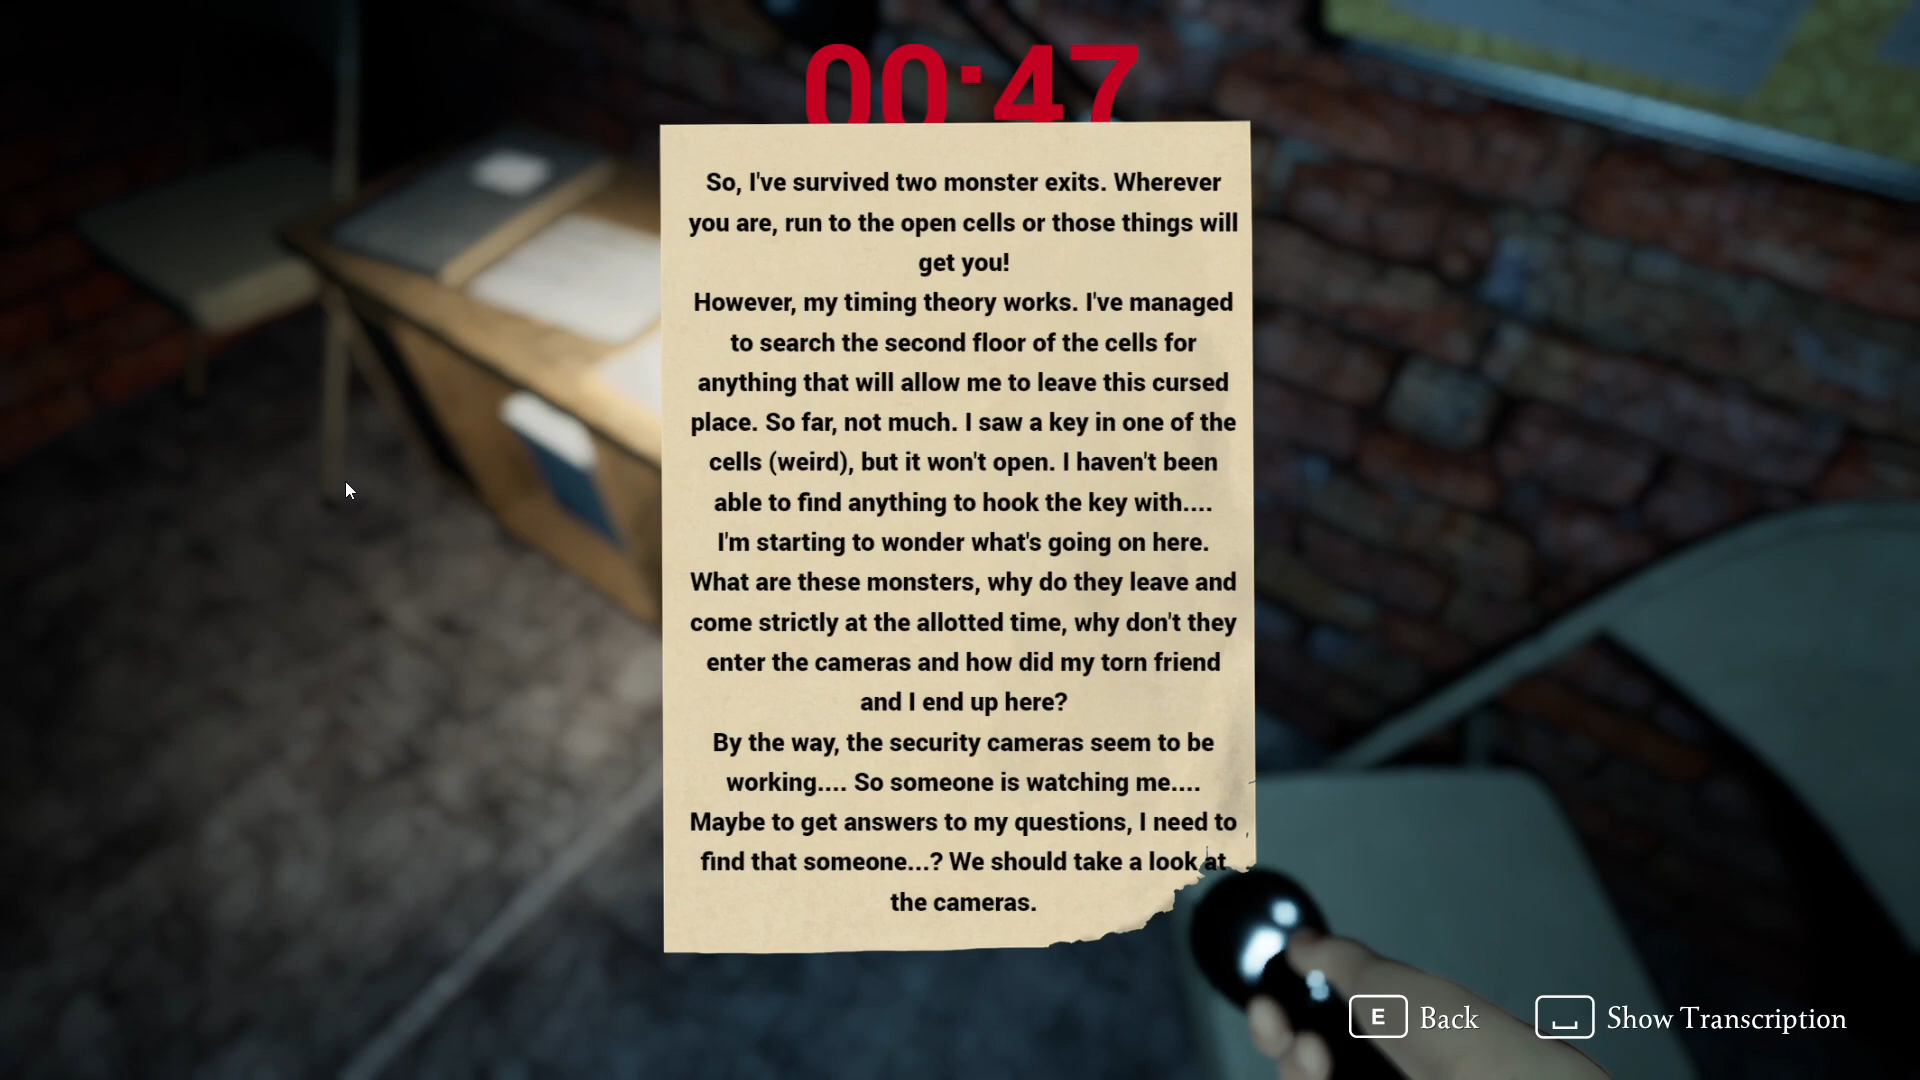 00:47
So, I've survived two monster exits. Wherever
you are, run to the open cells or those things will
get you!
However, my timing theory works. I've managed
to search the second floor of the cells for
anything that will allow me to leave this cursed
place. So far, not much. I saw a key in one of the
cells (weird), but it won't open. I haven't been
able to find anything to hook the key with....
I'm starting to wonder what's going on here.
What are these monsters, why do they leave and
come strictly at the allotted time, why don't they
enter the cameras and how did my torn friend
and I end up here?
By the way, the security cameras seem to be
working.... So someone is watching me....
Maybe to get answers to my questions, I need to
find that someone...? We should take a look at
the cameras.
E Back
Show Transcription